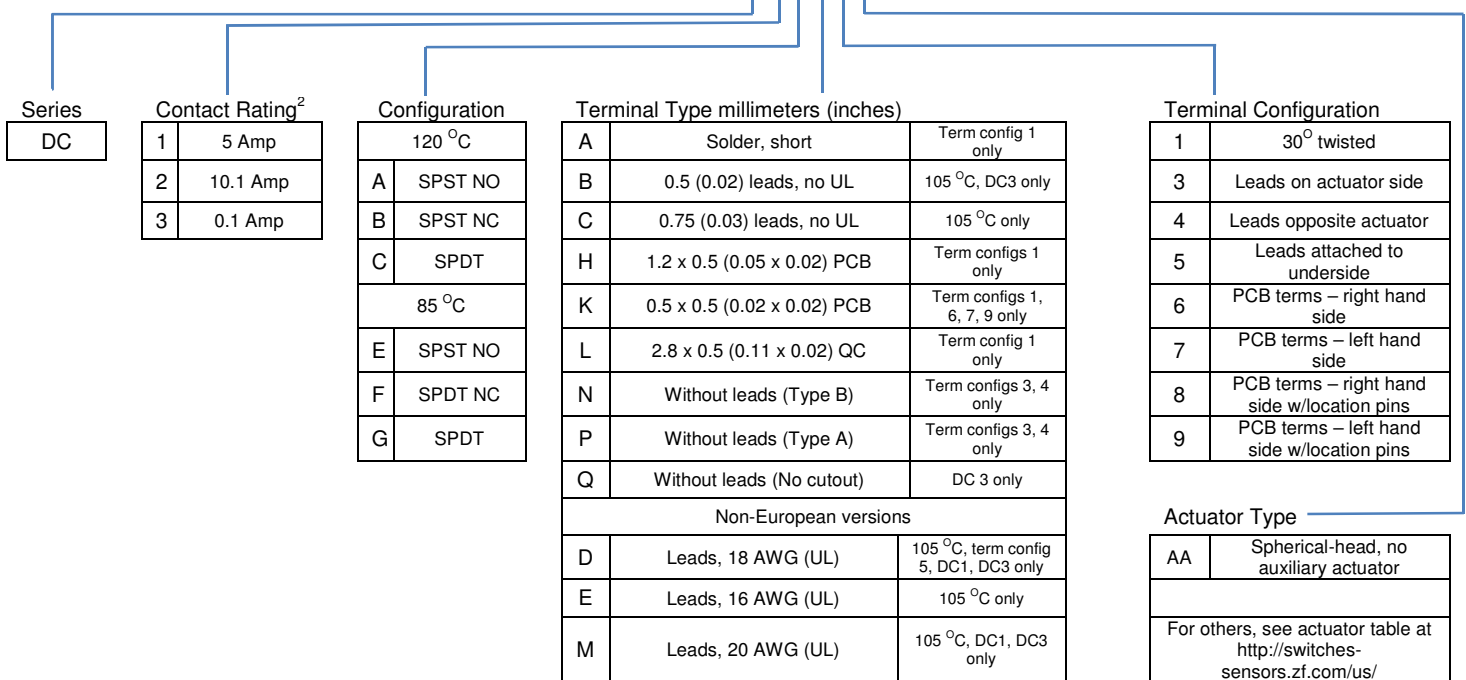 Series
DC
Contact Rating2
1 5 Amp
2 10.1 Amp
3 0.1 Amp
Configuration
120 OC
A SPST NO
B SPST NC
C SPDT
85 OC
E SPST NO
F SPDT NC
G SPDT
Terminal Type millimeters (inches)
A Solder, short Term config 1
only
B 0.5 (0.02) leads, no UL 105 OC, DC3 only
C 0.75 (0.03) leads, no UL 105 OC only
H 1.2 x 0.5 (0.05 x 0.02) PCB Term configs 1
only
K 0.5 x 0.5 (0.02 x 0.02) PCB Term configs 1,
6, 7, 9 only
L 2.8 x 0.5 (0.11 x 0.02) QC Term config 1
only
N Without leads (Type B) Term configs 3, 4
only
P Without leads (Type A) Term configs 3, 4
only
Q Without leads (No cutout) DC 3 only
Non-European versions
D Leads, 18 AWG (UL) 105 OC, term config
5, DC1, DC3 only
E Leads, 16 AWG (UL) 105 OC only
M Leads, 20 AWG (UL) 105 OC, DC1, DC3
only
Terminal Configuration
1 30O twisted
3 Leads on actuator side
4 Leads opposite actuator
5 Leads attached to
underside
6 PCB terms – right hand
side
7 PCB terms – left hand
side
8 PCB terms – right hand
side w/location pins
9 PCB terms – left hand
side w/location pins
Actuator Type
AA Spherical-head, no
auxiliary actuator
For others, see actuator table at
http://switches-
sensors.zf.com/us/